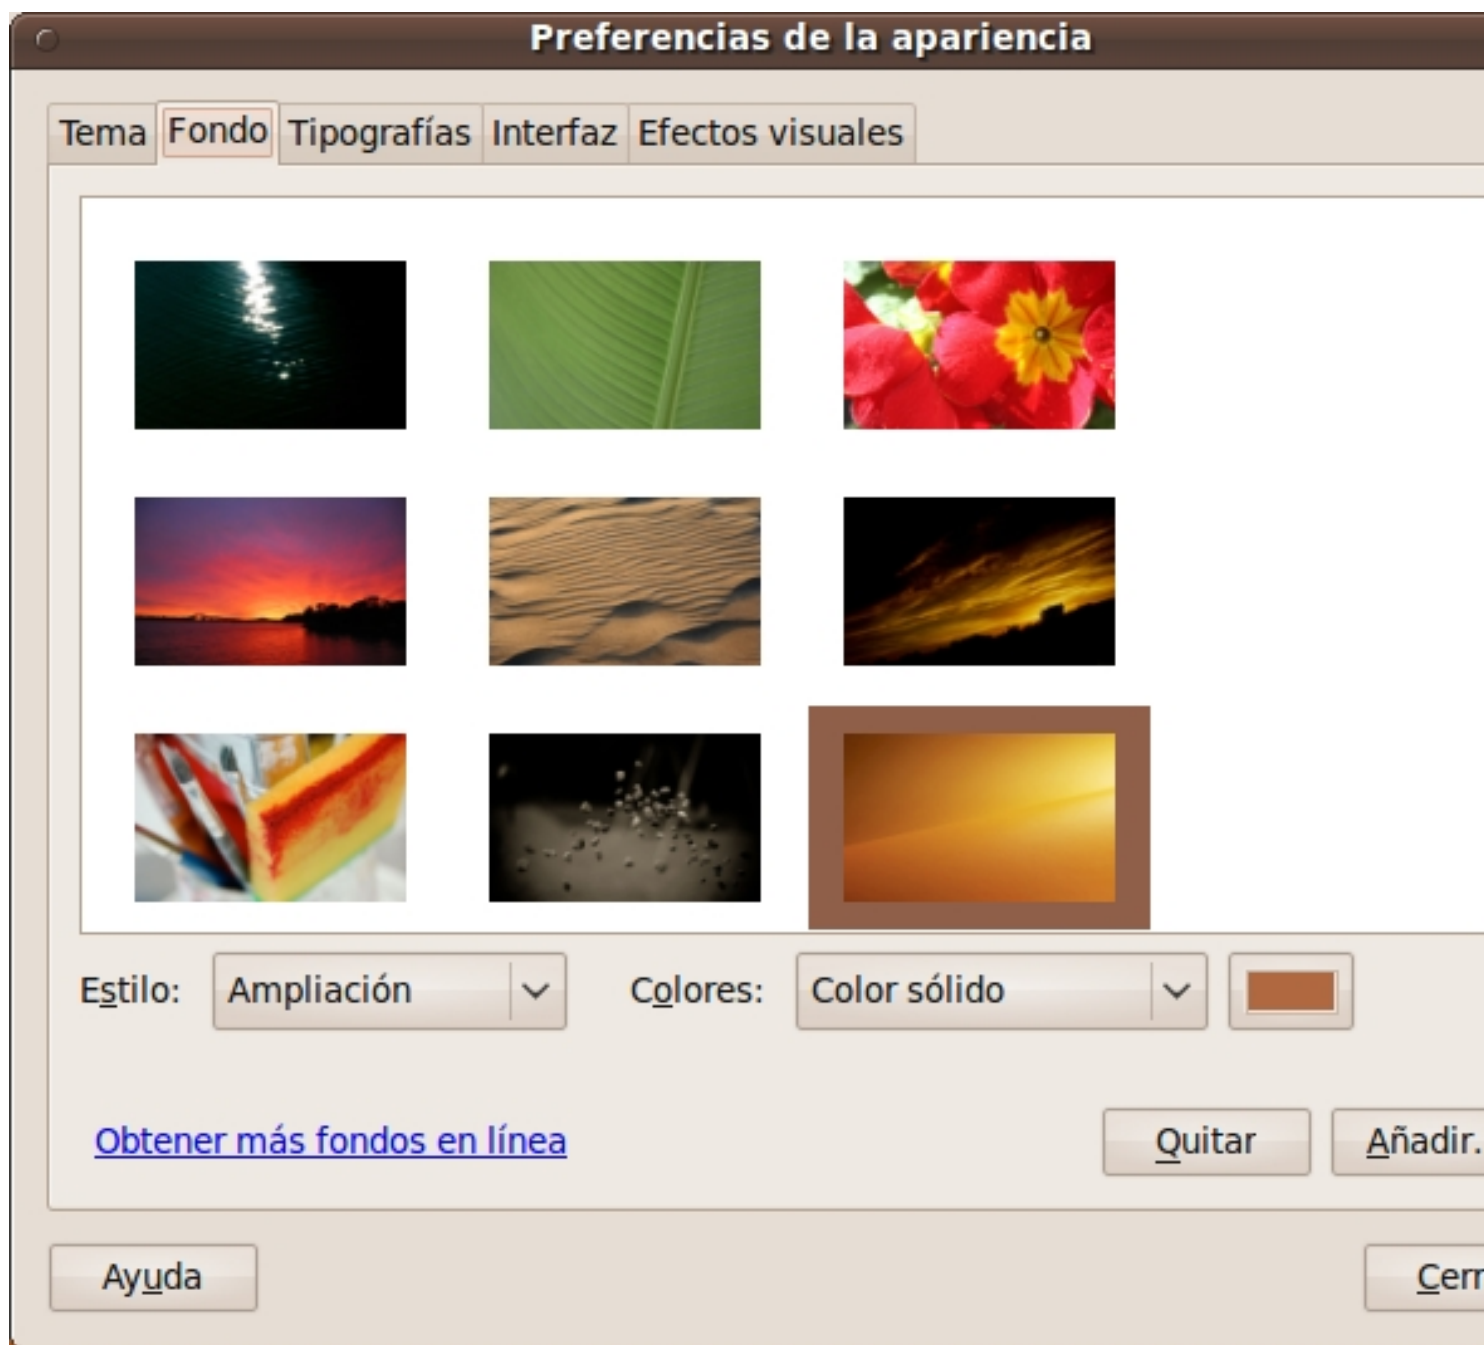 Preferencias de la apariencia
Tema Fondo Tipografías Interfaz Efectos visuales
Estilo: Ampliación Colores: Color sólido
Obtener más fondos en línea Quitar Añadir.
Ayuda Cerr